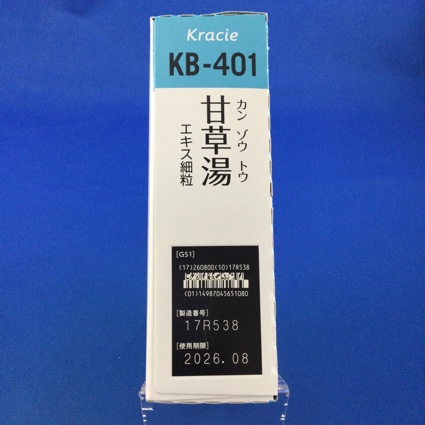 Kracie
KB-401
カンゾウトウ
甘草湯
エキス細粒
[GS1]
(17)260800(10)17R538
(01)14987045651080
[製造番号]
17R538
[使用期限]
2026.08